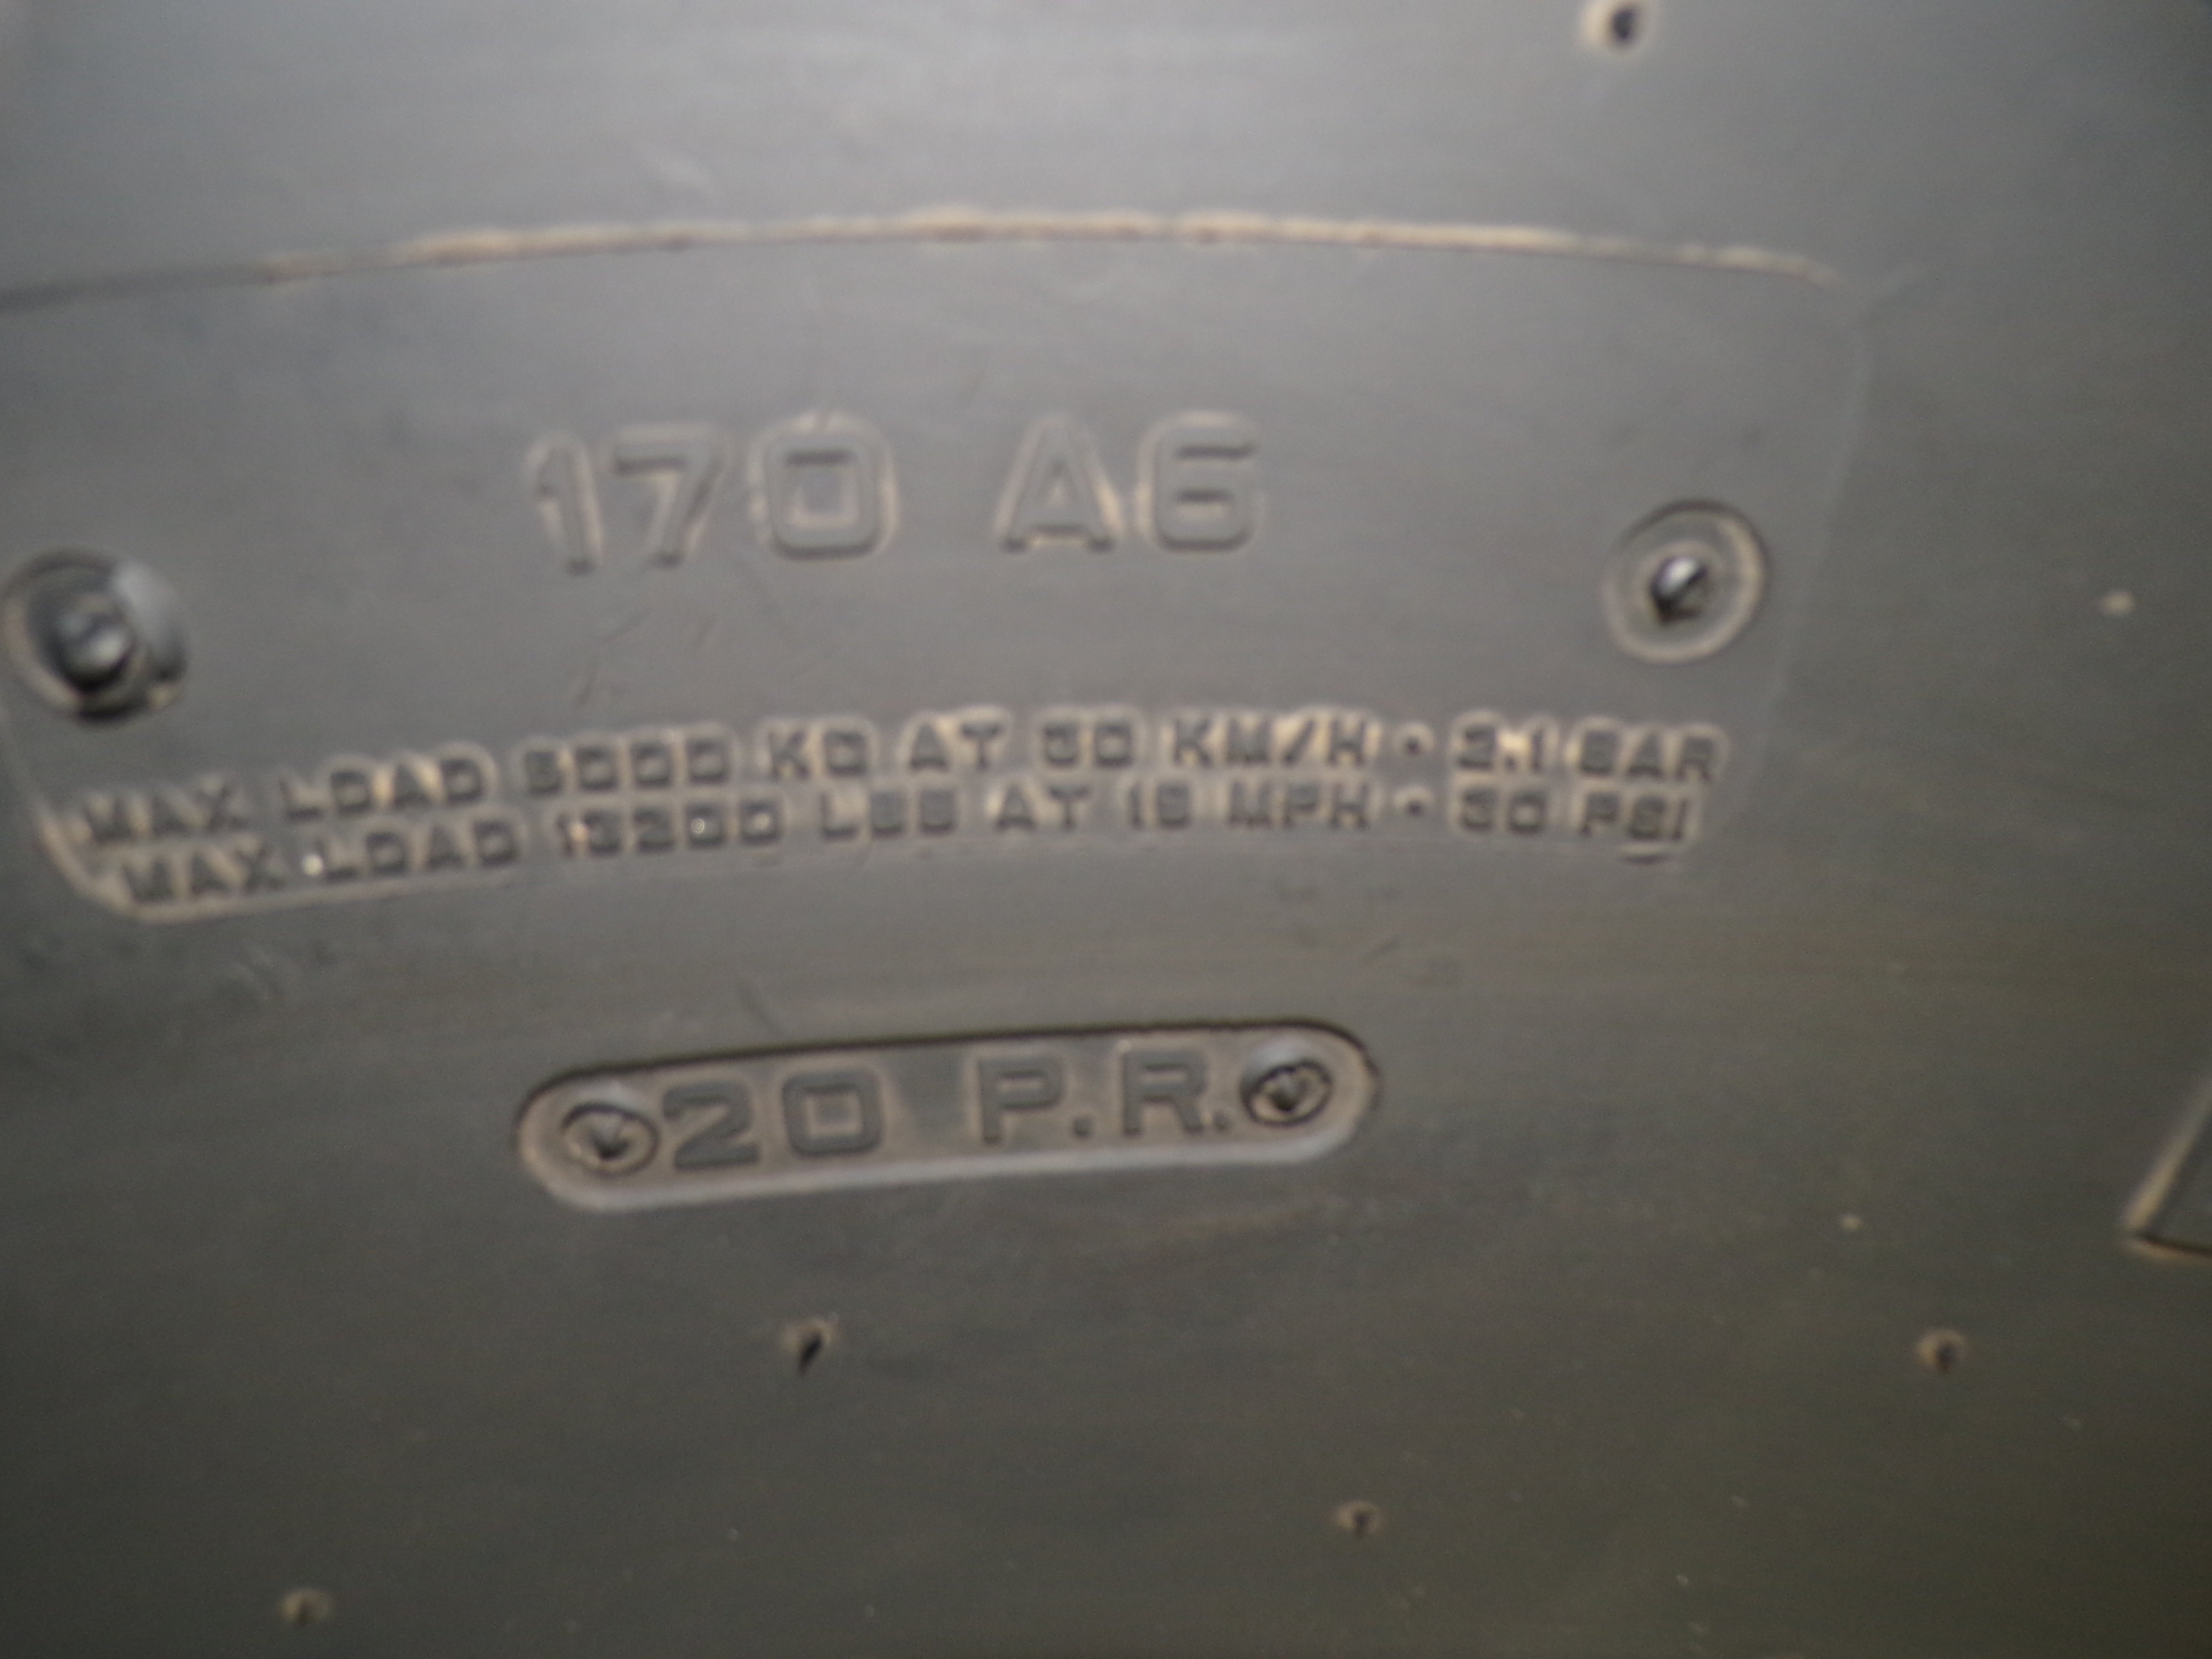 170 A6
MAX LOAD 6000 KG AT 30 KM/H • 2.1 BAR
MAX LOAD 13200 LBS AT 19 MPH • 30 PSI
20 P.R.